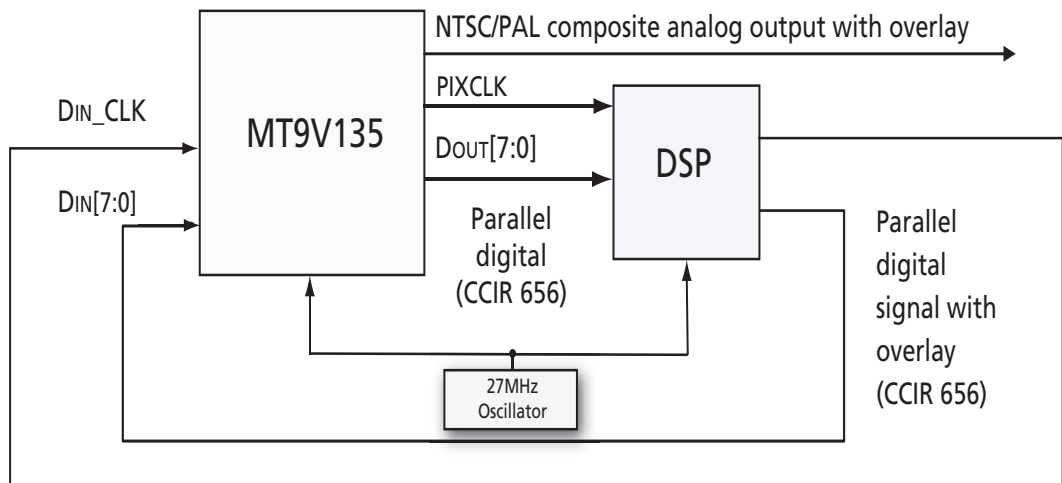 NTSC/PAL composite analog output with overlay
PIXCLK
DIN_CLK
MT9V135
DOUT[7:0]
DSP
DIN[7:0]
Parallel
digital
(CCIR 656)
Parallel
digital
signal with
overlay
(CCIR 656)
27MHz
Oscillator